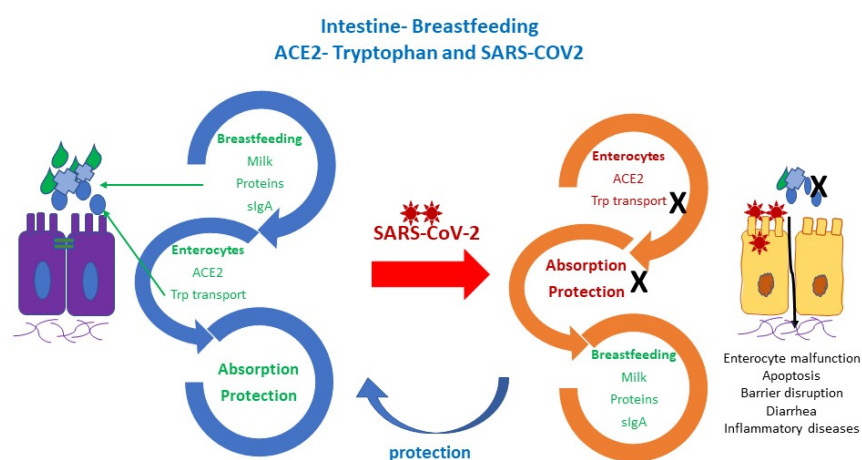 Intestine- Breastfeeding
ACE2- Tryptophan and SARS-COV2
Breastfeeding
Milk
Proteins
sIgA
Enterocytes
ACE2
Trp transport
Absorption
Protection
SARS-CoV-2
protection
Enterocytes
ACE2
Trp transport X
Absorption
Protection X
Breastfeeding
Milk
Proteins
sIgA
X
Enterocyte malfunction
Apoptosis
Barrier disruption
Diarrhea
Inflammatory diseases